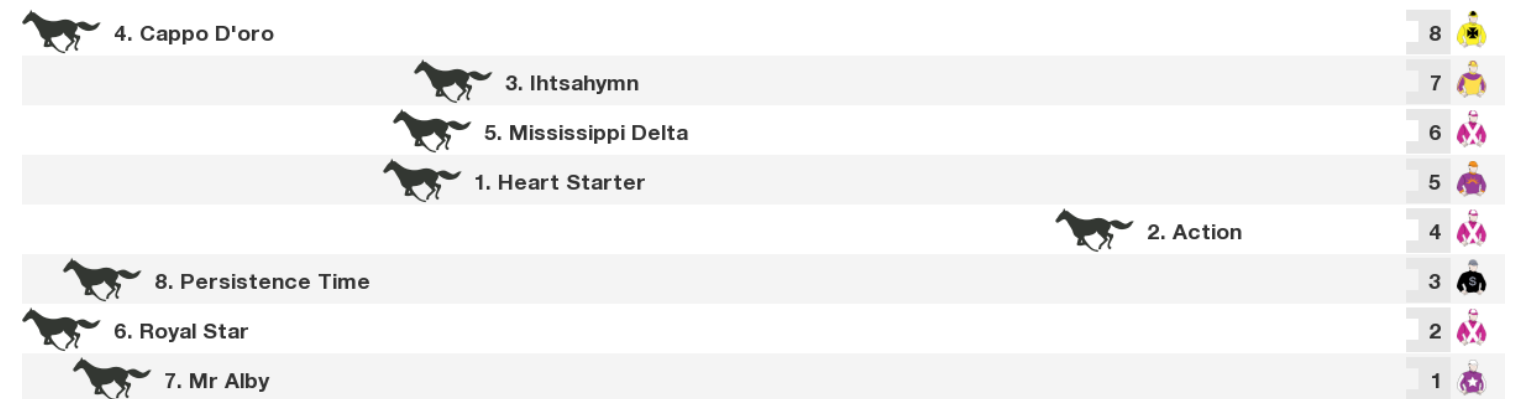 4. Cappo D'oro 8
3. Ihtsahymn 7
5. Mississippi Delta 6
1. Heart Starter 5
2. Action 4
8. Persistence Time 3
S
6. Royal Star 2
7. Mr Alby 1